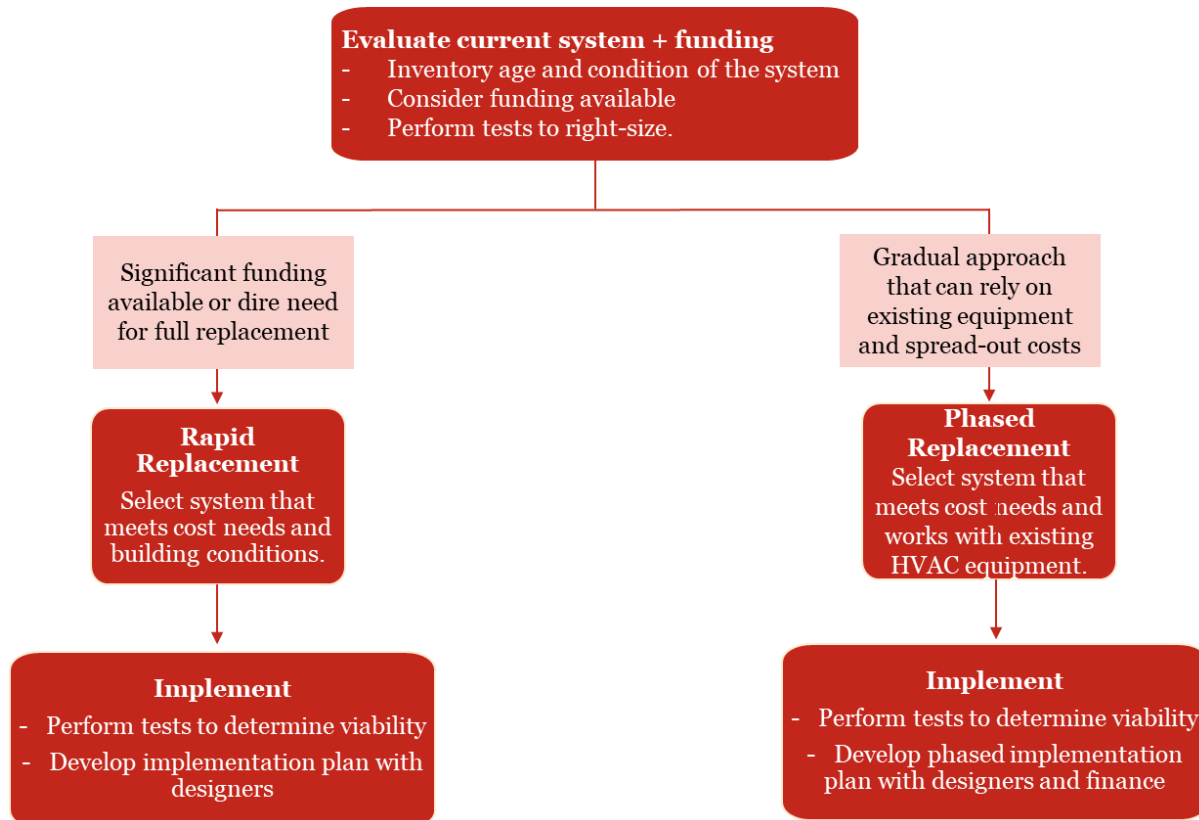 Evaluate current system + funding
- Inventory age and condition of the system
- Consider funding available
- Perform tests to right-size.
Significant funding
available or dire need
for full replacement
Rapid
Replacement
Select system that
meets cost needs and
building conditions.
Implement
- Perform tests to determine viability
- Develop implementation plan with
designers
Gradual approach
that can rely on
existing equipment
and spread-out costs
Phased
Replacement
Select system that
meets cost needs and
works with existing
HVAC equipment.
Implement
- Perform tests to determine viability
- Develop phased implementation
plan with designers and finance